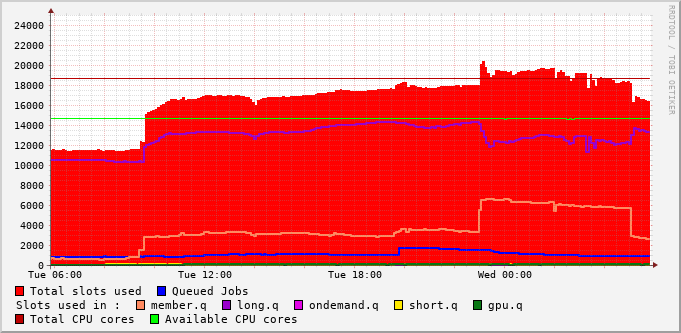 RRDTOOL / TOBI OETIKER
24000
22000
20000
18000
16000
14000
12000
10000
8000
6000
4000
2000
0
Tue 06:00 Tue 12:00 Tue 18:00 Wed 00:00
Total slots used Queued Jobs
Slots used in : member.q long.q ondemand.q short.q gpu.q
Total CPU cores Available CPU cores